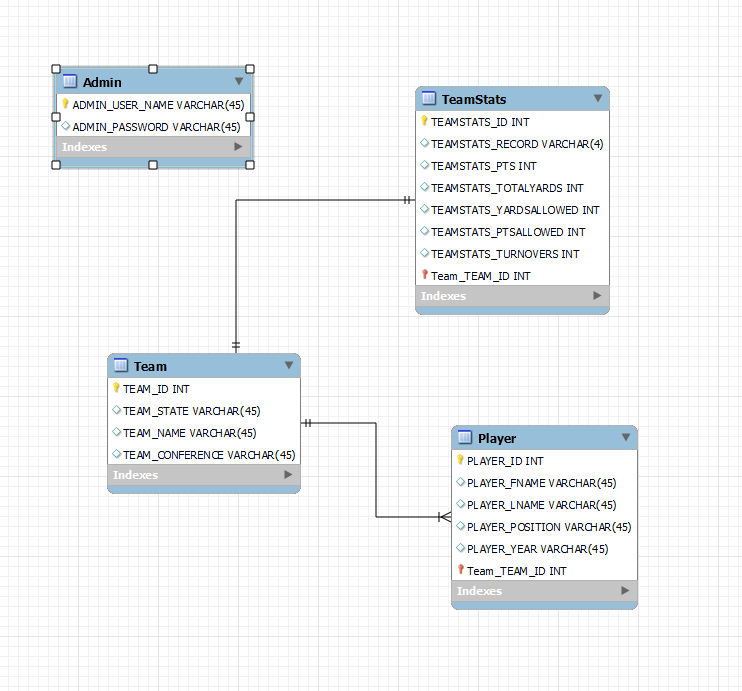 Admin
ADMIN_USER_NAME VARCHAR(45)
ADMIN_PASSWORD VARCHAR(45)
Indexes
TeamStats
TEAMSTATS_ID INT
TEAMSTATS_RECORD VARCHAR(4)
TEAMSTATS_PTS INT
TEAMSTATS_TOTALYARDS INT
TEAMSTATS_YARDSALLOWED INT
TEAMSTATS_PTSALLOWED INT
TEAMSTATS_TURNOVERS INT
Team_TEAM_ID INT
Indexes
Team
TEAM_ID INT
TEAM_STATE VARCHAR(45)
TEAM_NAME VARCHAR(45)
TEAM_CONFERENCE VARCHAR(45)
Indexes
Player
PLAYER_ID INT
PLAYER_FNAME VARCHAR(45)
PLAYER_LNAME VARCHAR(45)
PLAYER_POSITION VARCHAR(45)
PLAYER_YEAR VARCHAR(45)
Team_TEAM_ID INT
Indexes